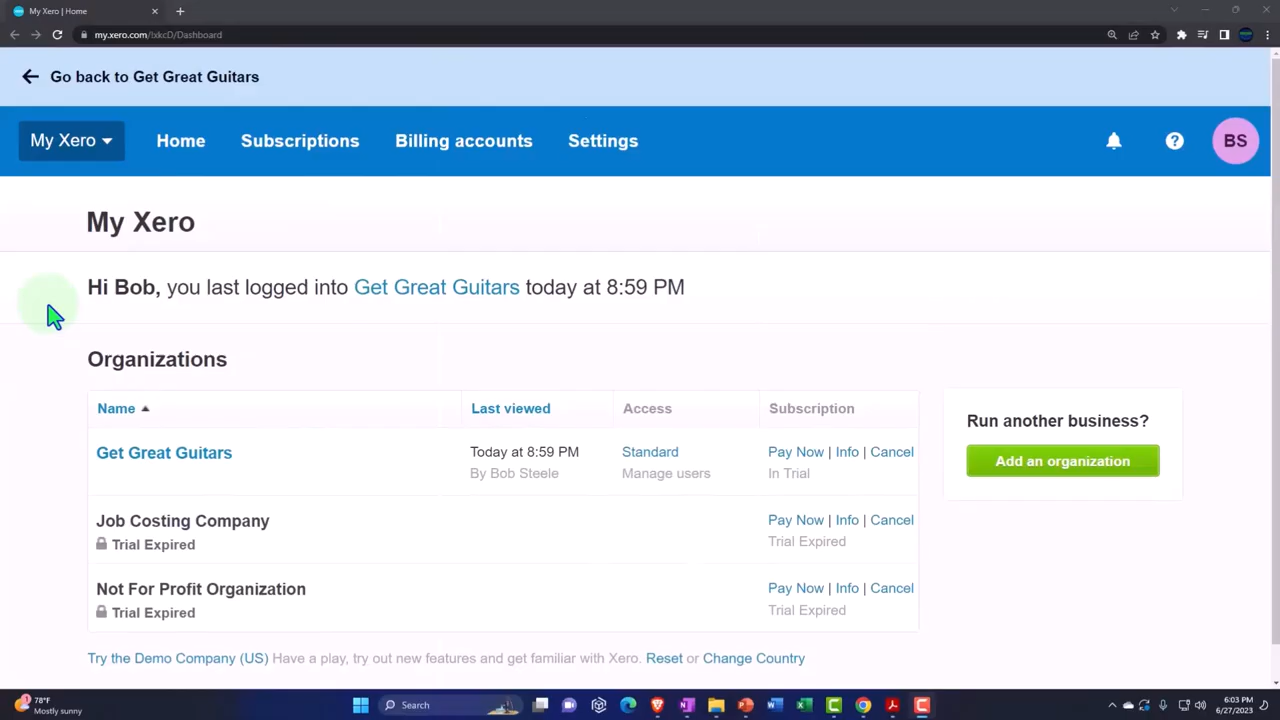 My Xero | Home
my.xero.com/!xkcD/Dashboard
Go back to Get Great Guitars
My Xero
Home
Subscriptions
Billing accounts
Settings
BS
My Xero
Hi Bob, you last logged into Get Great Guitars today at 8:59 PM
Organizations
Name
Last viewed
Access
Subscription
Get Great Guitars
Today at 8:59 PM
By Bob Steele
Standard
Manage users
Pay Now | Info | Cancel
In Trial
Job Costing Company
Trial Expired
Pay Now | Info | Cancel
Trial Expired
Not For Profit Organization
Trial Expired
Pay Now | Info | Cancel
Trial Expired
Run another business?
Add an organization
Try the Demo Company (US) Have a play, try out new features and get familiar with Xero. Reset or Change Country
78°F
Mostly sunny
Search
6:03 PM
6/27/2023